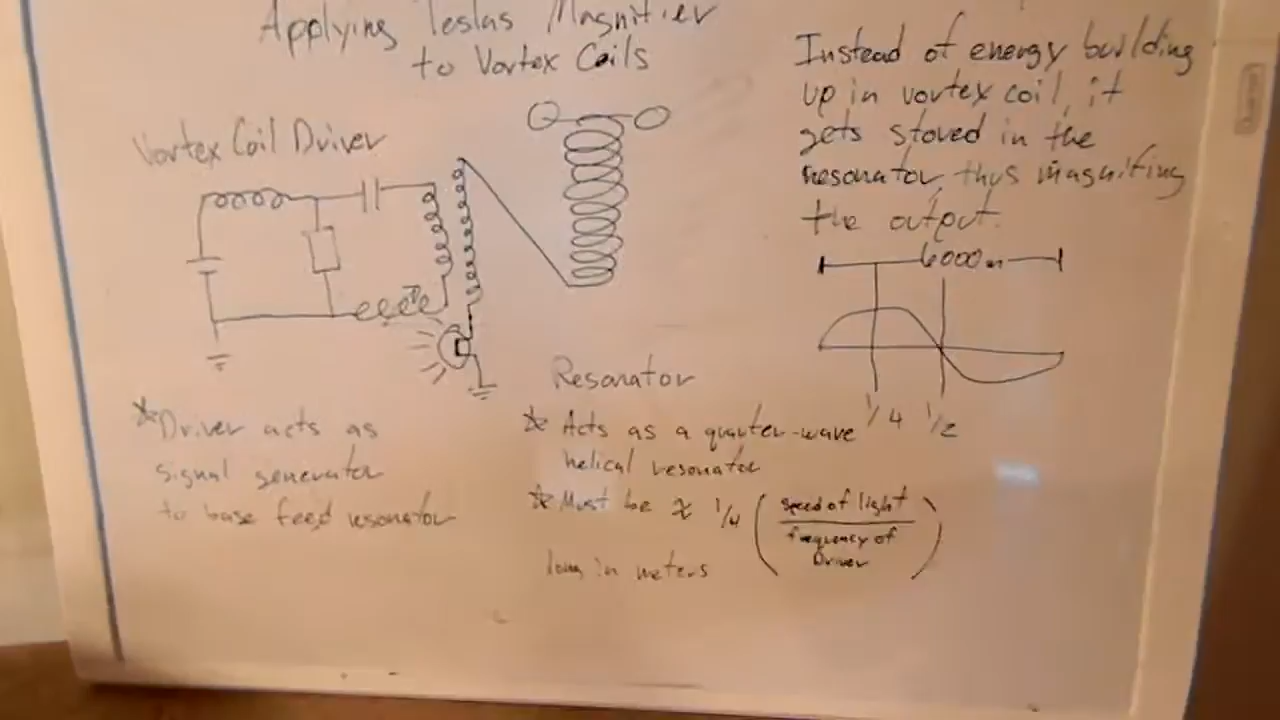 Applying Teslas Magnifier
to Vortex Coils
Vortex Coil Driver
Instead of energy building
up in vortex coil, it
gets stored in the
resonator, thus magnifing
the output.
6000m
1/4 1/2
* Driver acts as
signal generator
to base feed resonator
Resonator
* Acts as a quarter-wave
helical resonator
* Must be ≈ 1/4 (speed of light
frequency of
Driver)
long in meters